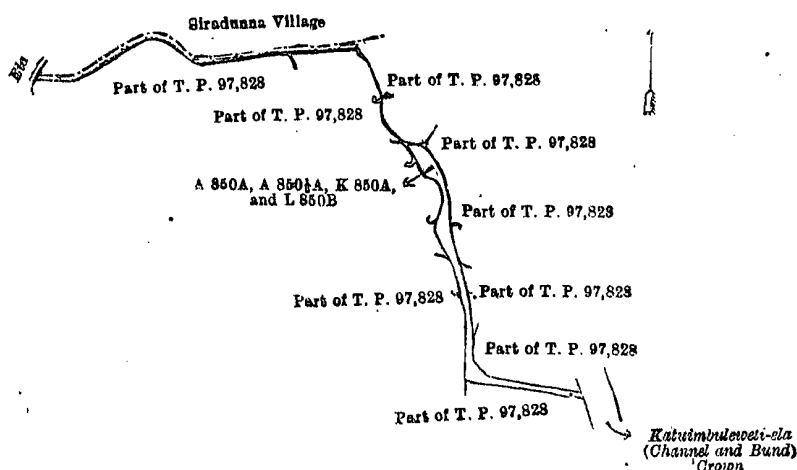 Siradunna Village
Ela
Part of T. P. 97,828
Part of T. P. 97,828
Part of T. P. 97,828
Part of T. P. 97,828
A 850A, A 850½A, K 850A,
and L 850B
Part of T. P. 97,828
Part of T. P. 97,828
Part of T. P. 97,828
Part of T. P. 97,828
Part of T. P. 97,828
Katuimbuleweti-ela
(Channel and Bund)
Crown